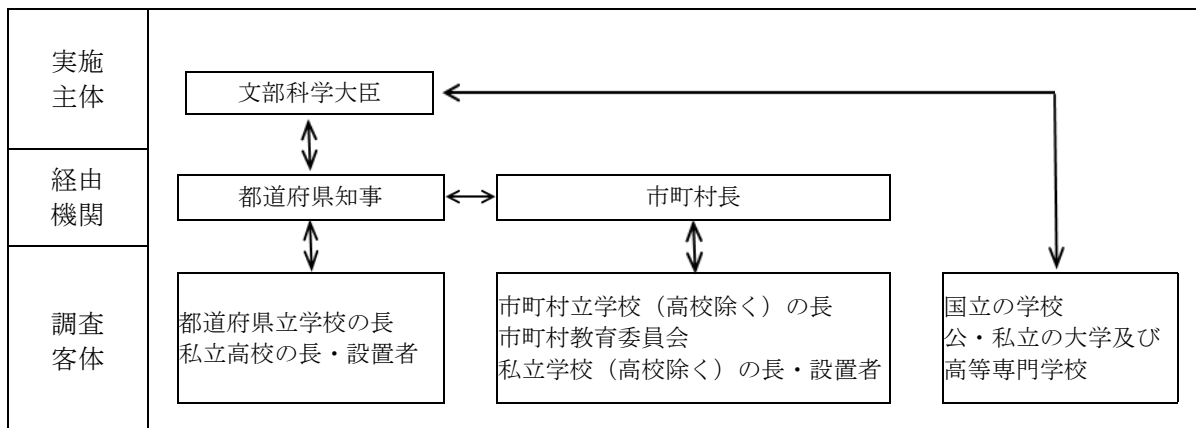 実施
主体
文部科学大臣
経由
機関
都道府県知事
市町村長
調査
客体
都道府県立学校の長
私立高校の長・設置者
市町村立学校（高校除く）の長
市町村教育委員会
私立学校（高校除く）の長・設置者
国立の学校
公・私立の大学及び
高等専門学校